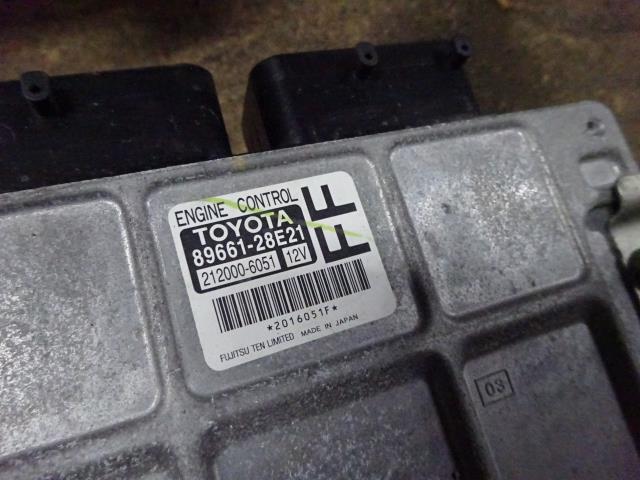 ENGINE CONTROL
TOYOTA
89661-28E21
212000-6051 12V
FF
*2016051F*
FUJITSU TEN LIMITED MADE IN JAPAN
03